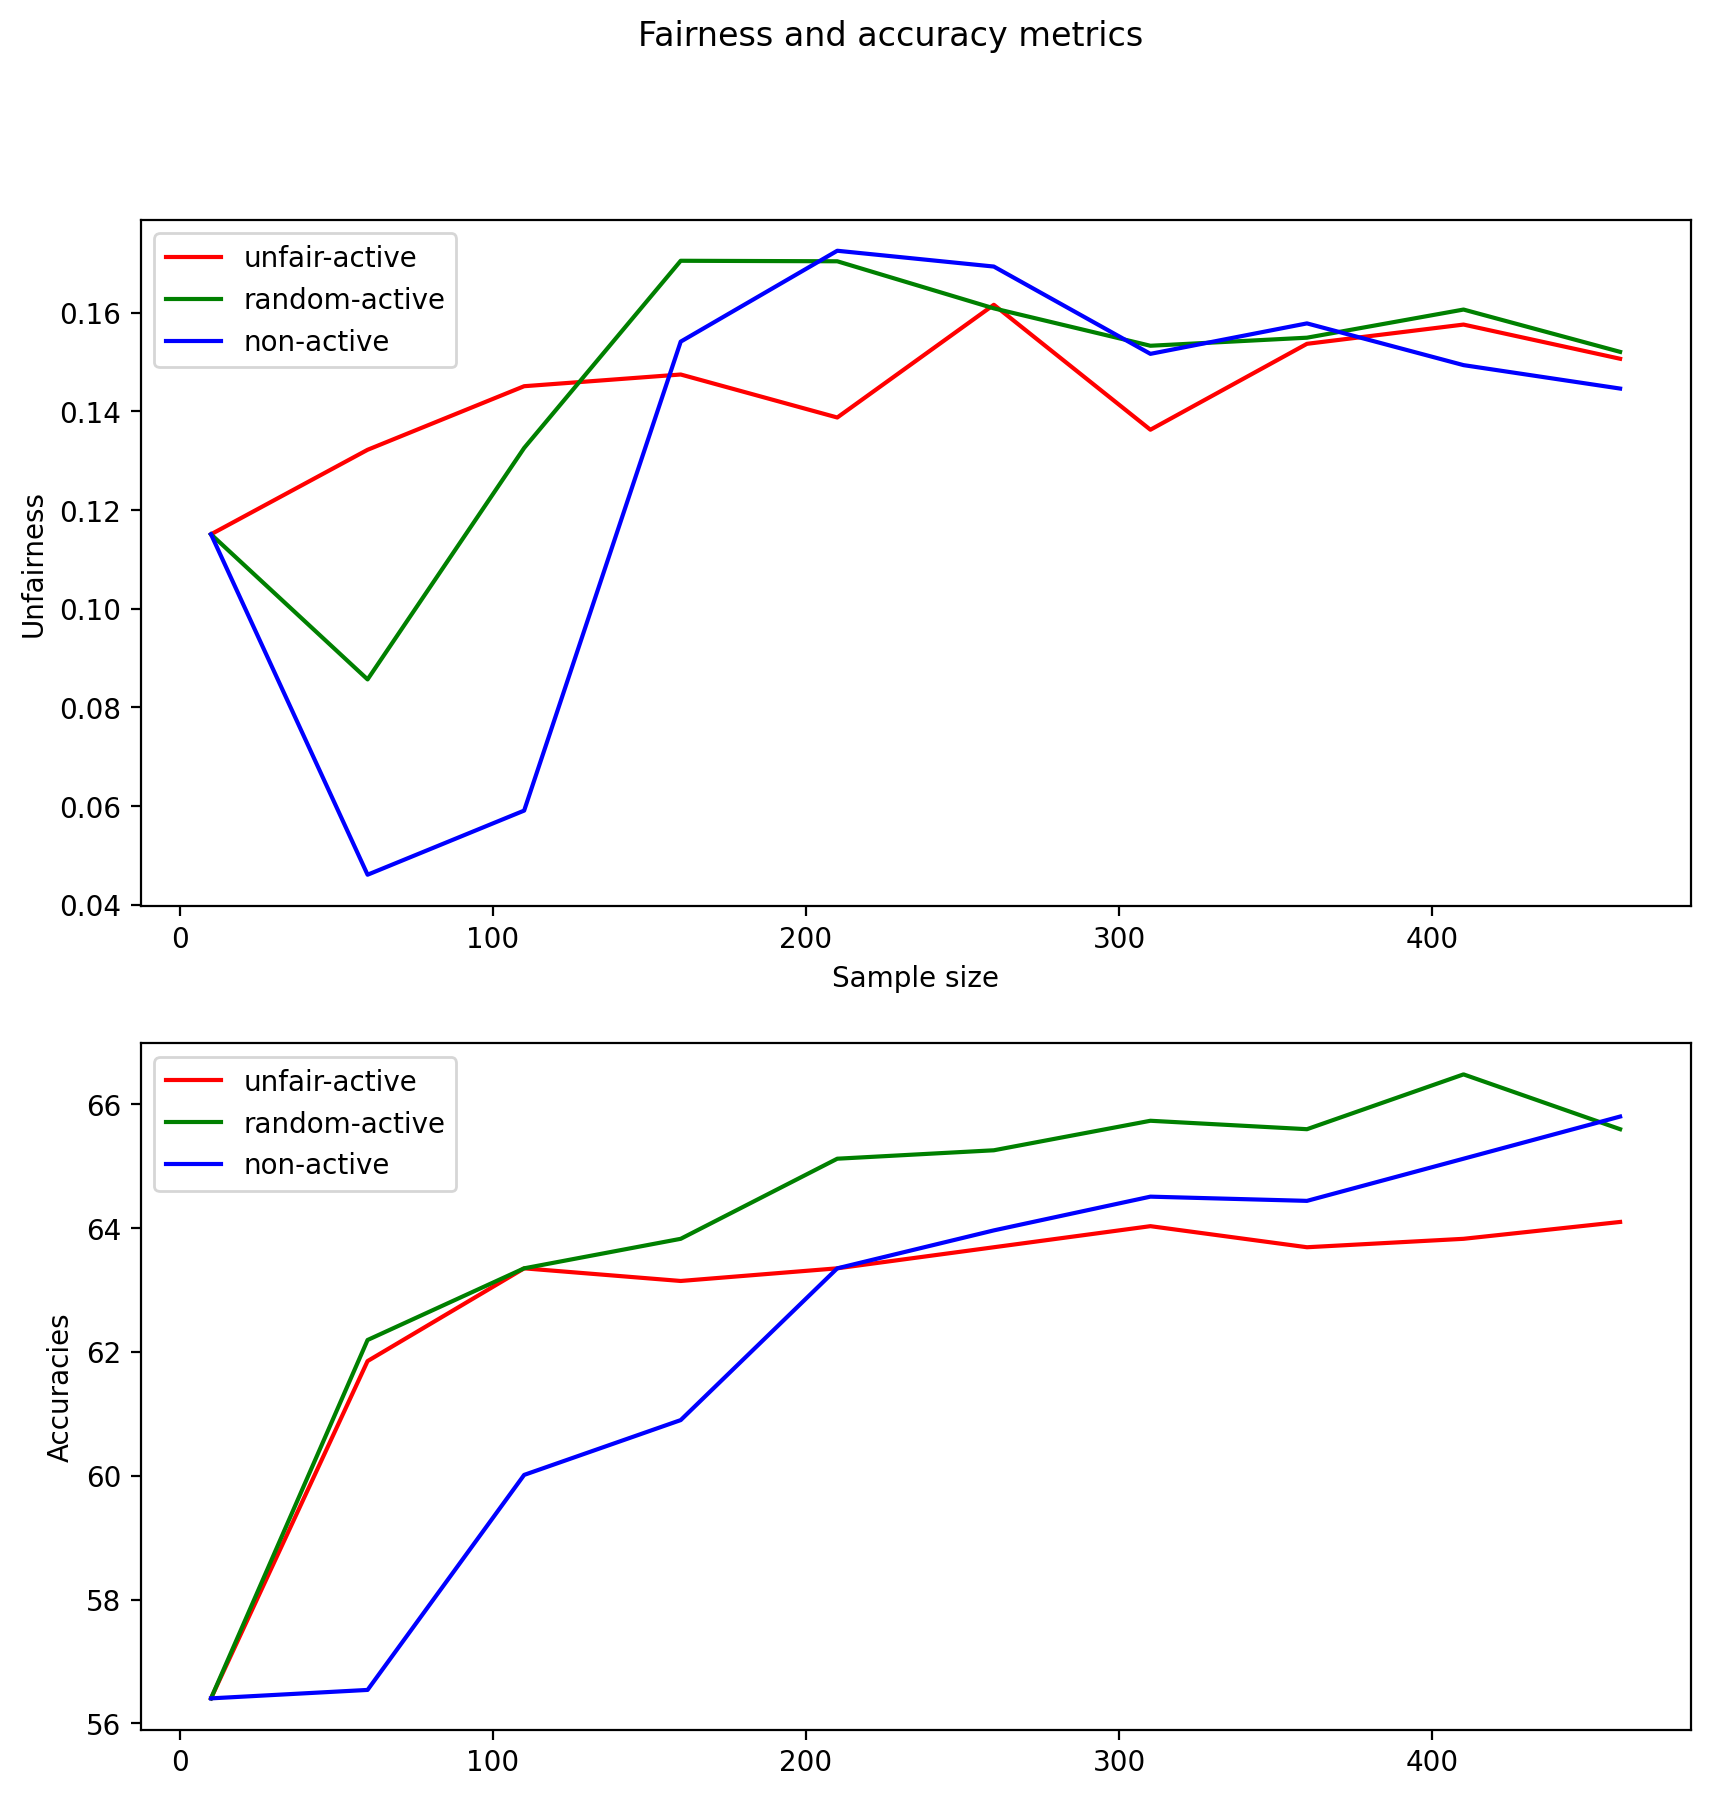 Fairness and accuracy metrics
unfair-active
random-active
non-active
0.16
0.14
0.12
0.10
0.08
0.06
0.04
Unfairness
0 100 200 300 400
Sample size
unfair-active
random-active
non-active
66
64
62
60
58
56
Accuracies
0 100 200 300 400